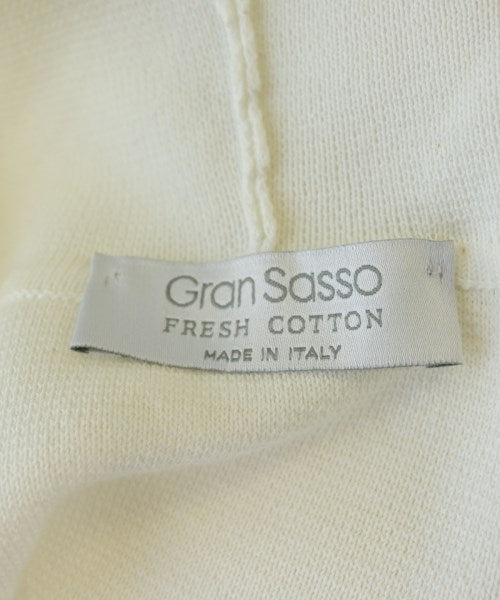 Gran Sasso
FRESH COTTON
MADE IN ITALY